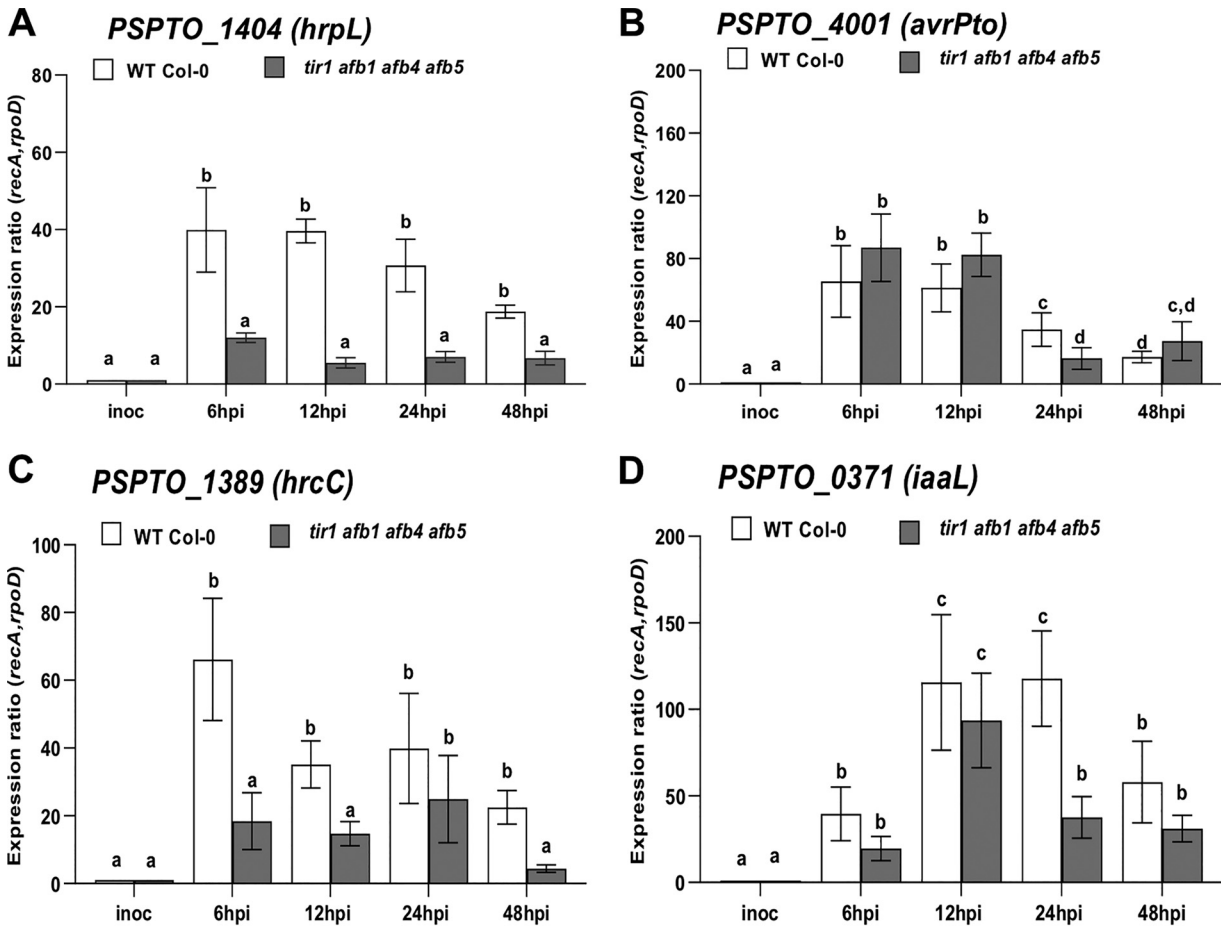 A PSPTO_1404 (hrpL)
WT Col-0 tir1 afb1 afb4 afb5
Expression ratio (recA,rpoD)
80
60
40
20
0
a a b a b a b a b a
inoc 6hpi 12hpi 24hpi 48hpi
B PSPTO_4001 (avrPto)
WT Col-0 tir1 afb1 afb4 afb5
Expression ratio (recA,rpoD)
200
160
120
80
40
0
a a b b b b c d d c,d
inoc 6hpi 12hpi 24hpi 48hpi
C PSPTO_1389 (hrcC)
WT Col-0 tir1 afb1 afb4 afb5
Expression ratio (recA,rpoD)
100
80
60
40
20
0
a a b a b a b b b a
inoc 6hpi 12hpi 24hpi 48hpi
D PSPTO_0371 (iaaL)
WT Col-0 tir1 afb1 afb4 afb5
Expression ratio (recA,rpoD)
200
150
100
50
0
a a b b c c c b b b
inoc 6hpi 12hpi 24hpi 48hpi